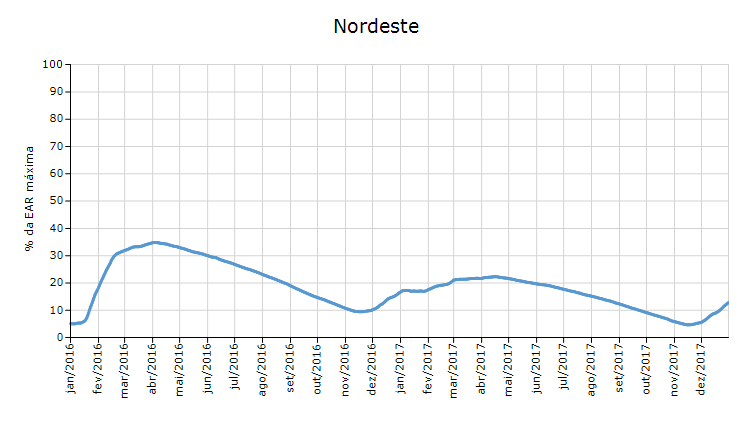 Nordeste
100
90
80
70
60
50
40
30
20
10
0
% da EAR máxima
jan/2016
fev/2016
mar/2016
abr/2016
mai/2016
jun/2016
jul/2016
ago/2016
set/2016
out/2016
nov/2016
dez/2016
jan/2017
fev/2017
mar/2017
abr/2017
mai/2017
jun/2017
jul/2017
ago/2017
set/2017
out/2017
nov/2017
dez/2017